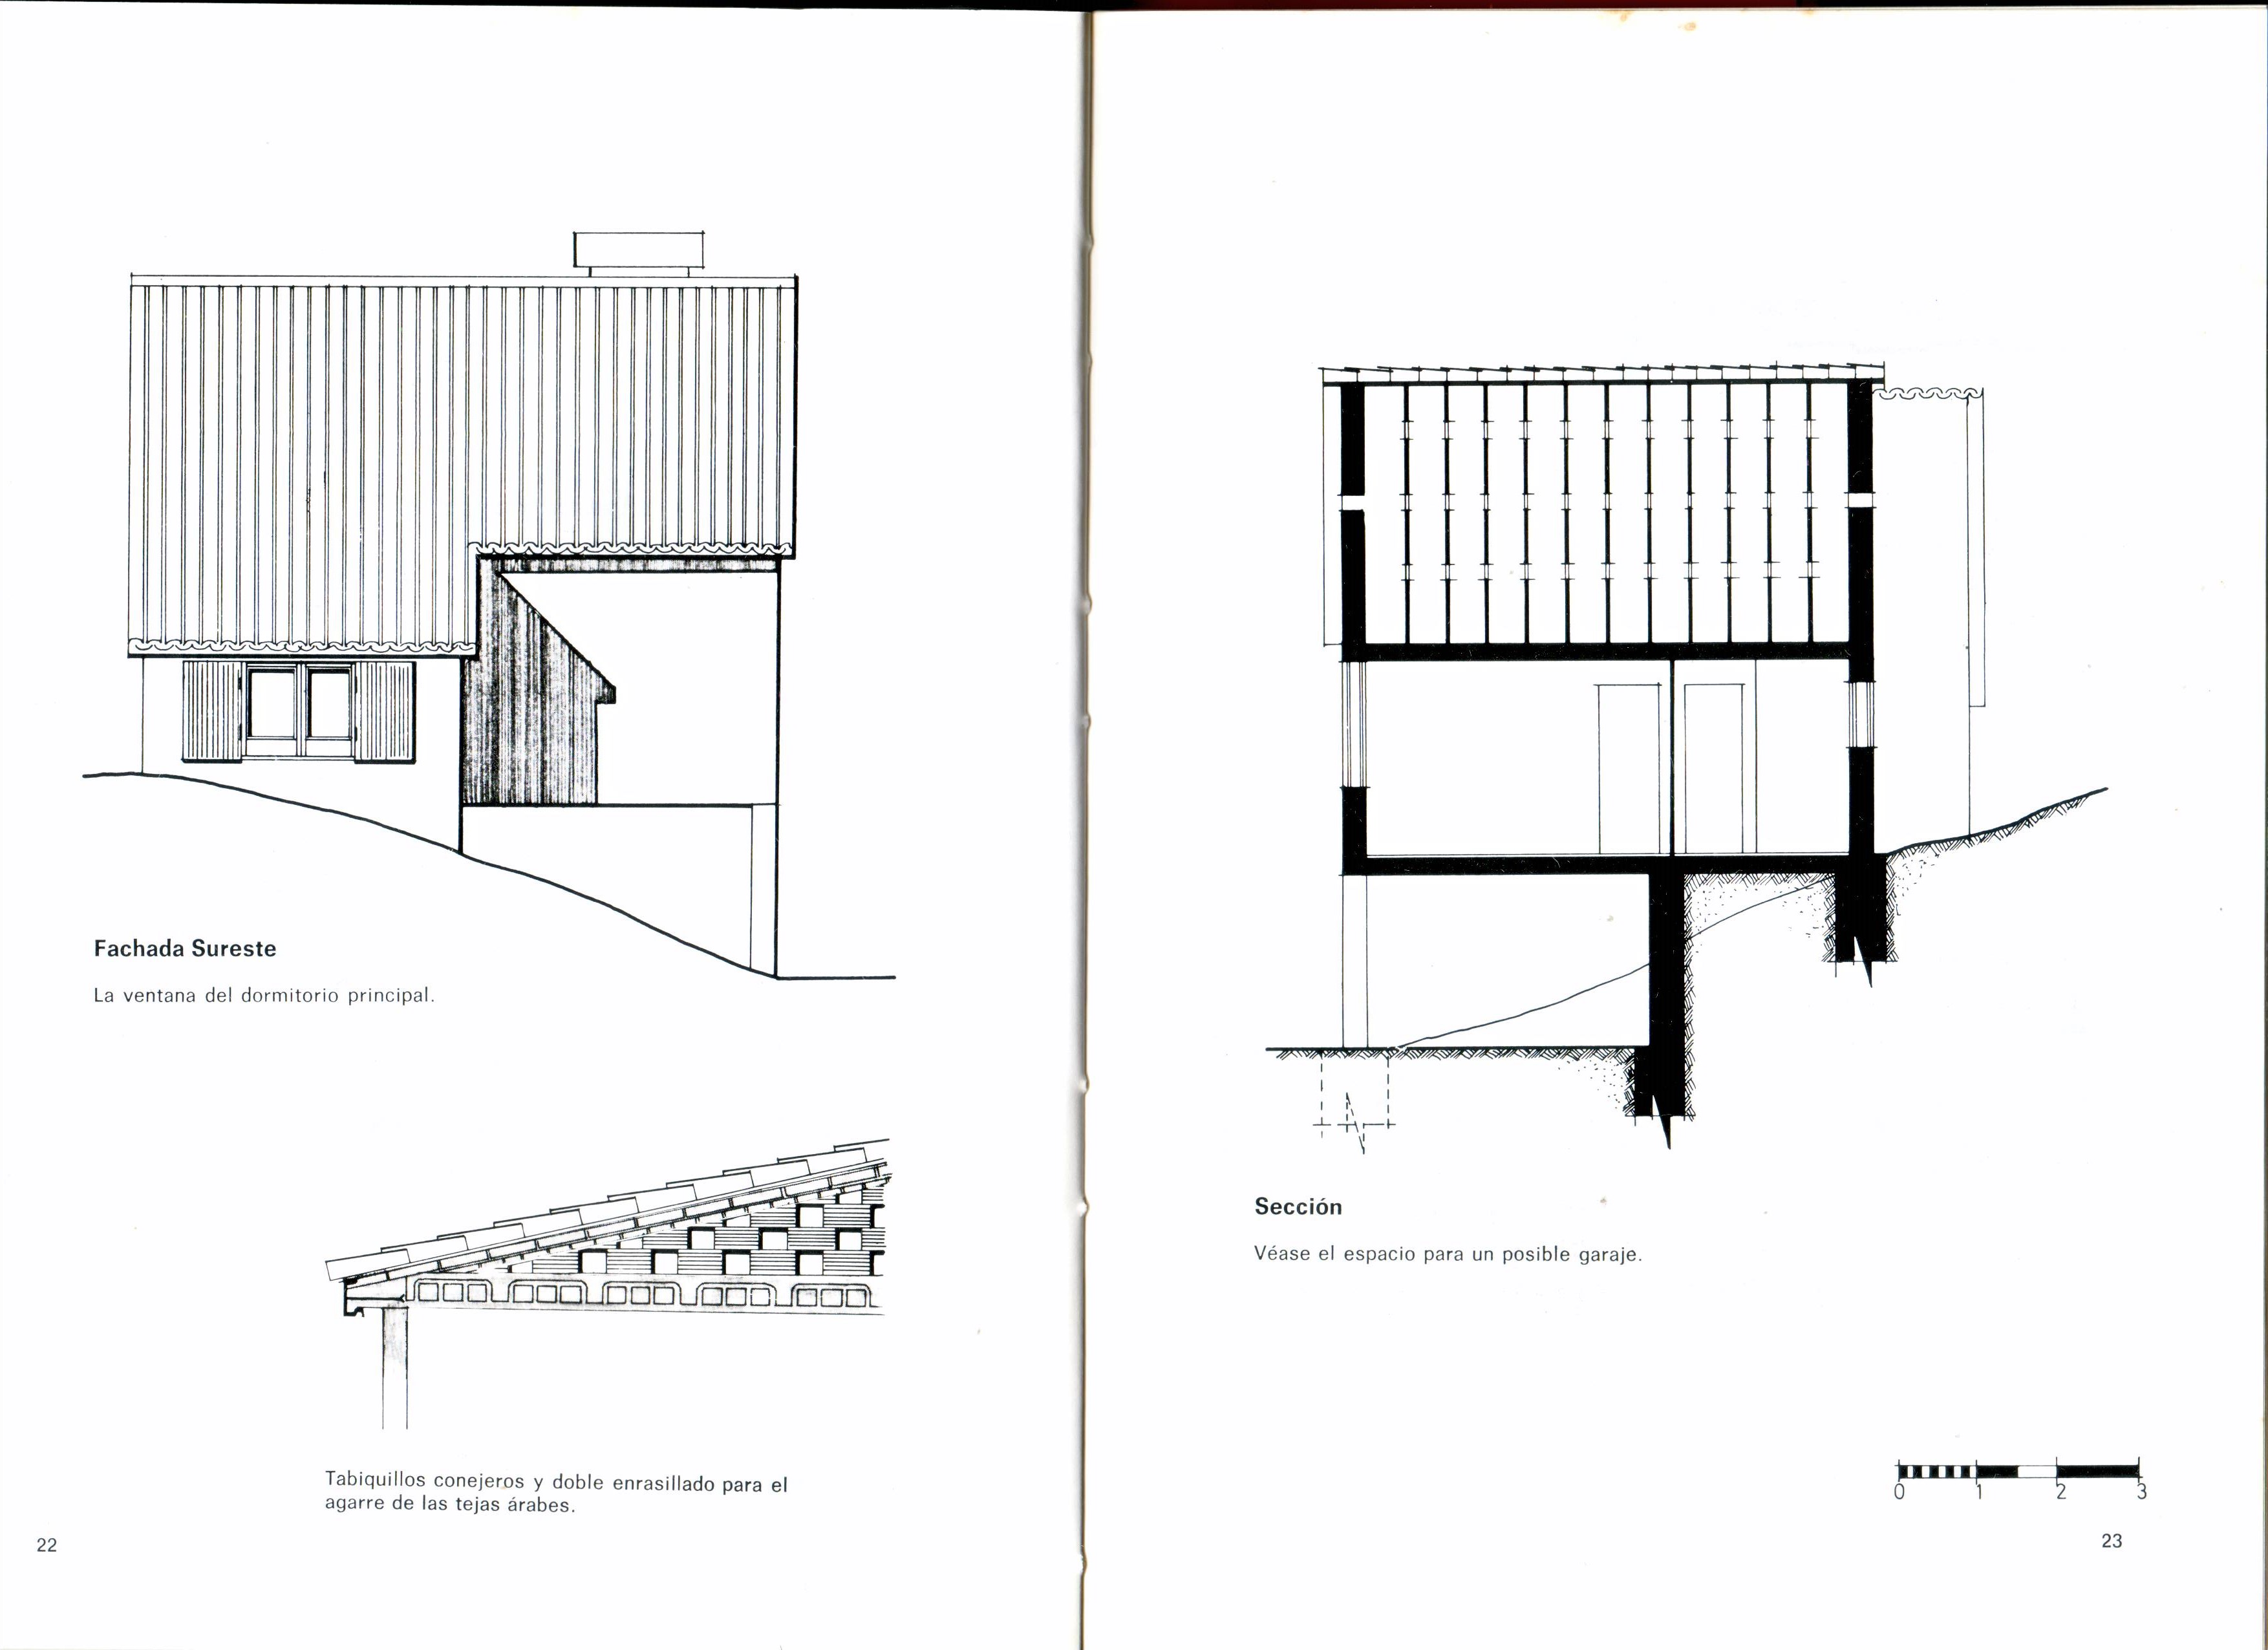 Fachada Sureste
La ventana del dormitorio principal.
Tabiquillos conejeros y doble enrasillado para el
agarre de las tejas árabes.
22
Sección
Véase el espacio para un posible garaje.
0 1 2 3
23